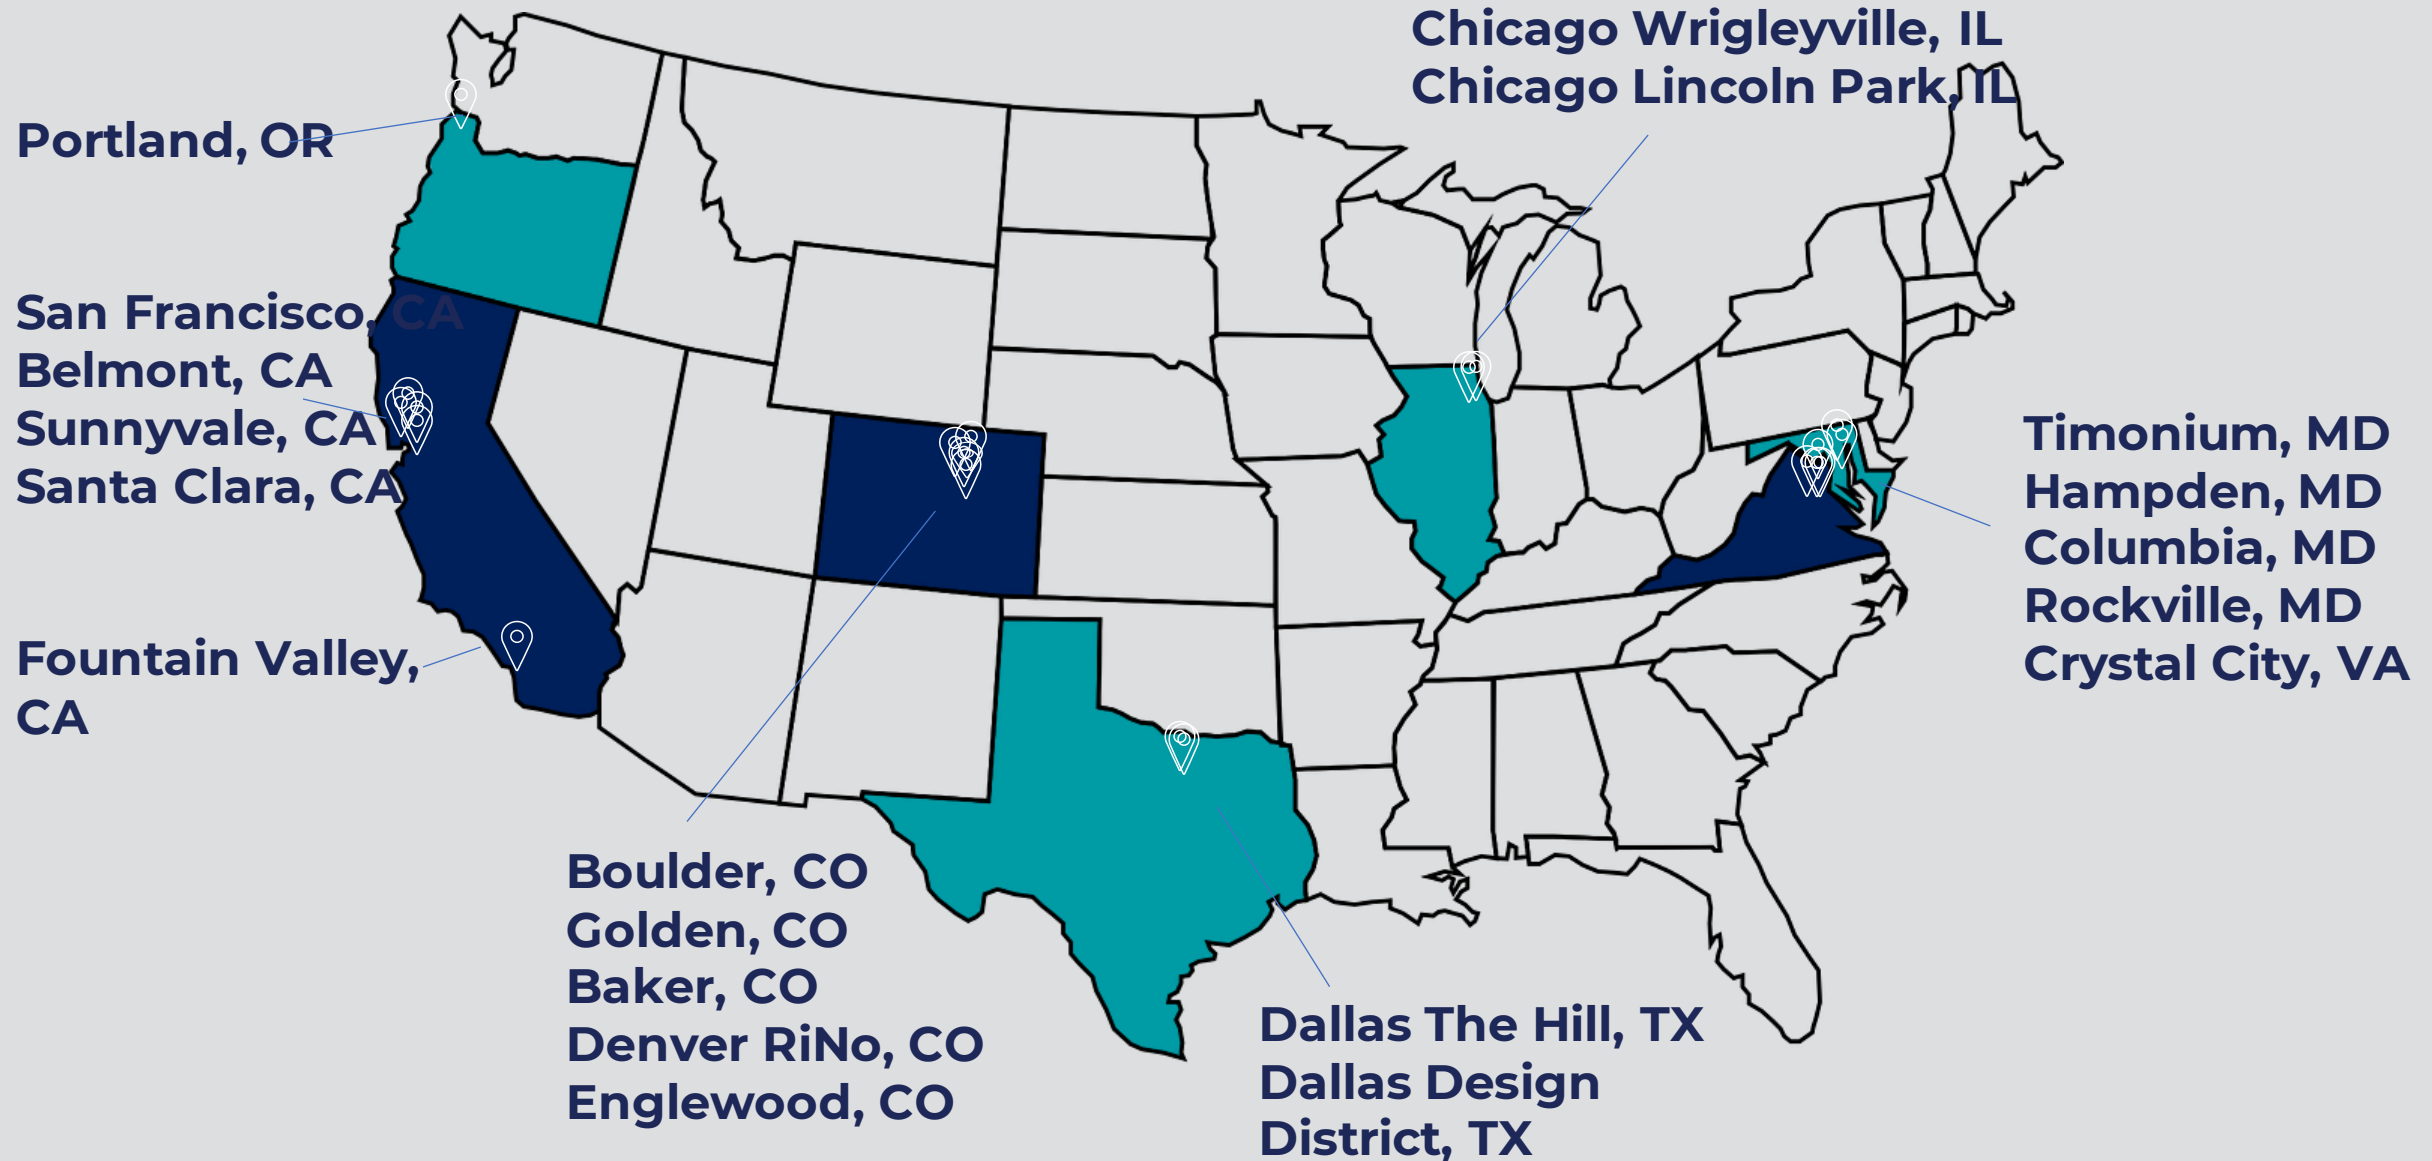 Chicago Wrigleyville, IL
Chicago Lincoln Park, IL
Portland, OR
San Francisco, CA
Belmont, CA
Sunnyvale, CA
Santa Clara, CA
Fountain Valley,
CA
Timonium, MD
Hampden, MD
Columbia, MD
Rockville, MD
Crystal City, VA
Boulder, CO
Golden, CO
Baker, CO
Denver RiNo, CO
Englewood, CO
Dallas The Hill, TX
Dallas Design
District, TX